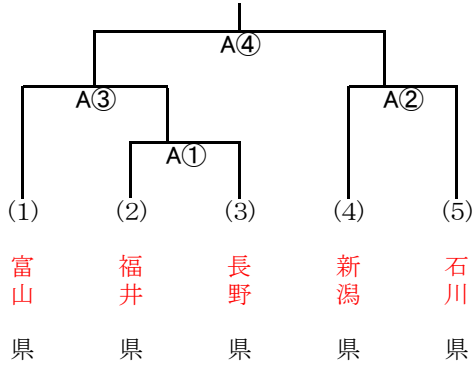 A④
A③
A②
A①
(1)
(2)
(3)
(4)
(5)
富山県
福井県
長野県
新潟県
石川県